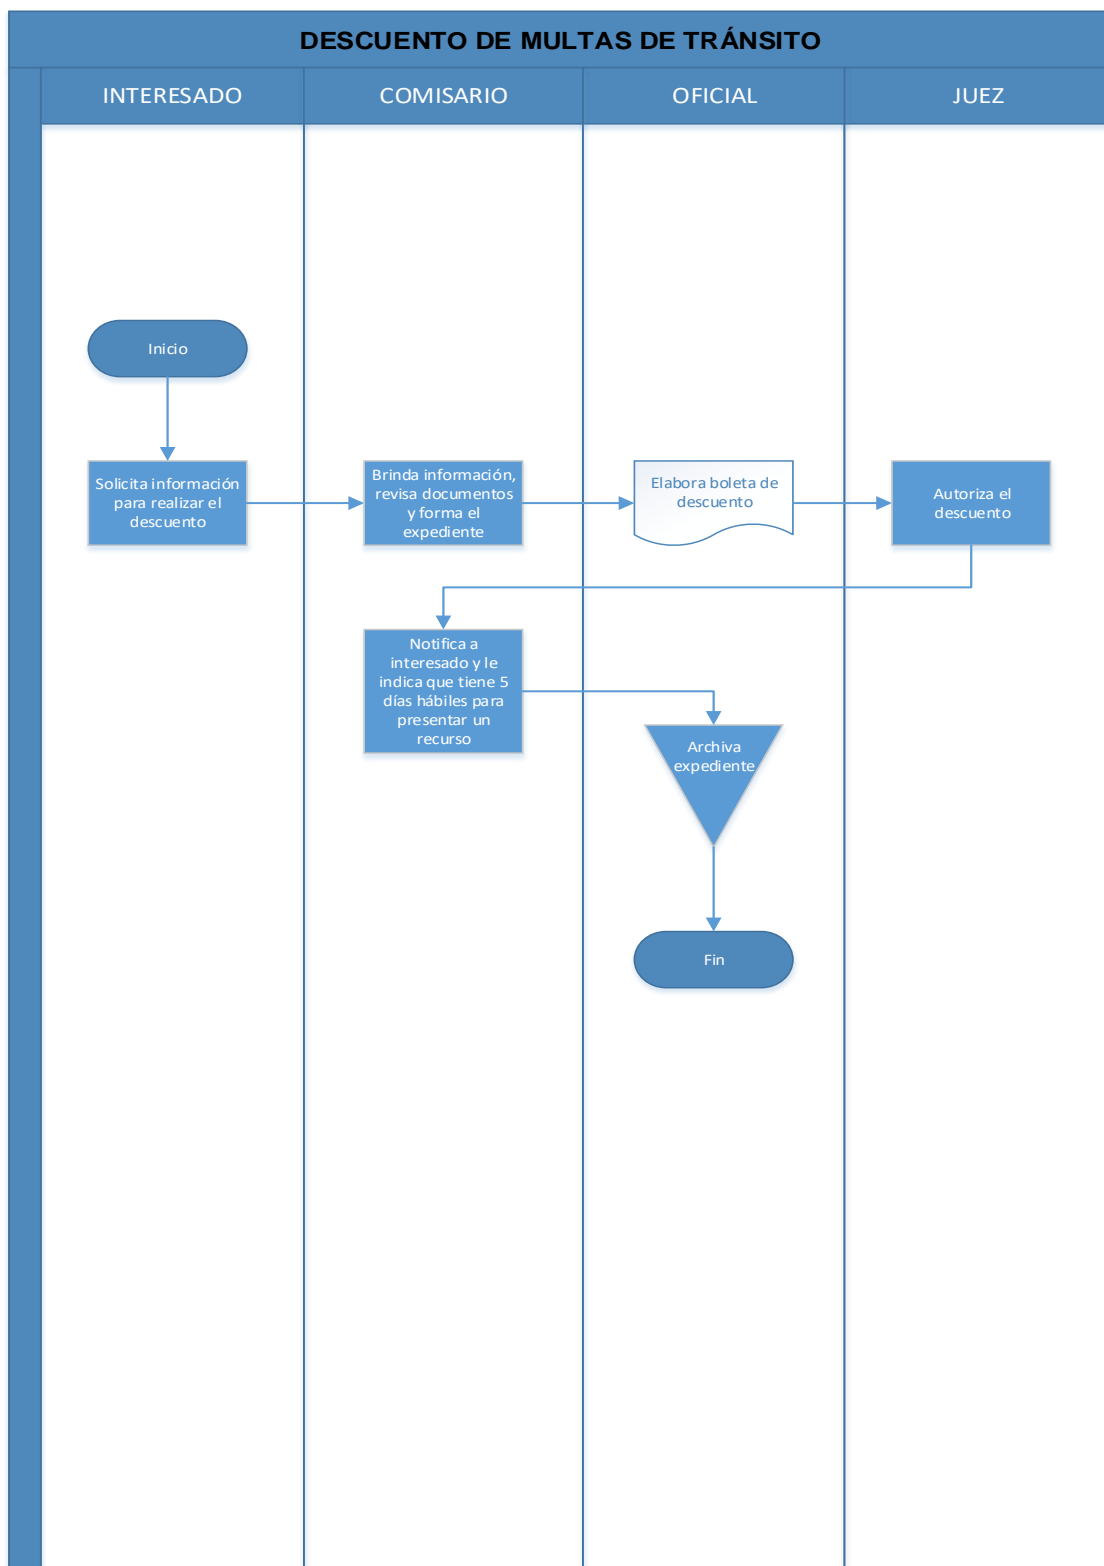 DESCUENTO DE MULTAS DE TRÁNSITO
INTERESADO
COMISARIO
OFICIAL
JUEZ
Inicio
Solicita información
para realizar el
descuento
Brinda información,
revisa documentos
y forma el
expediente
Elabora boleta de
descuento
Autoriza el
descuento
Notifica a
interesado y le
indica que tiene 5
días hábiles para
presentar un
recurso
Archiva
expediente
Fin